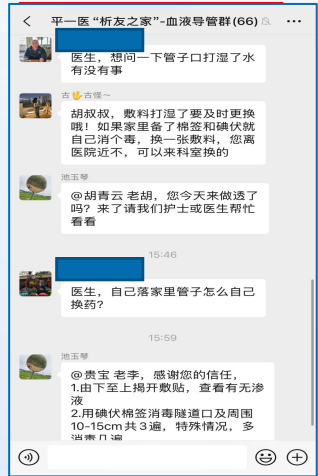 平一医“析友之家”-血液导管群(66)
医生，想问一下管子口打湿了水
有没有事
古🖐古怪～
胡叔叔，敷料打湿了要及时更换
哦！如果家里备了棉签和碘伏就
自己消个毒，换一张敷料，您离
医院近不，可以来科室换的
池玉琴
@胡青云 老胡，您今天来做透了
吗？来了请我们护士或医生帮忙
看看
15:46
医生，自己落家里管子怎么自己
换药？
15:59
池玉琴
@贵宝 老李，感谢您的信任，
1.由下至上揭开敷贴，查看有无渗
液
2.用碘伏棉签消毒隧道口及周围
10-15cm共3遍，特殊情况，多
消毒几遍